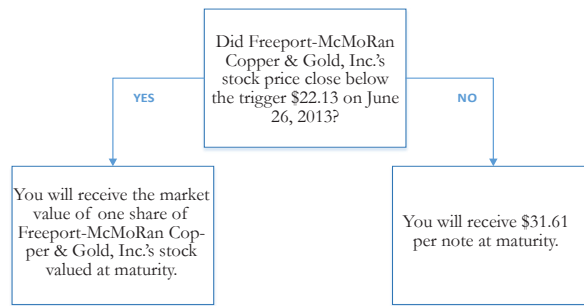 Did Freeport-McMoRan
Copper & Gold, Inc.'s
stock price close below
the trigger $22.13 on June
26, 2013?
YES
NO
You will receive the market
value of one share of
Freeport-McMoRan Cop-
per & Gold, Inc.'s stock
valued at maturity.
You will receive $31.61
per note at maturity.